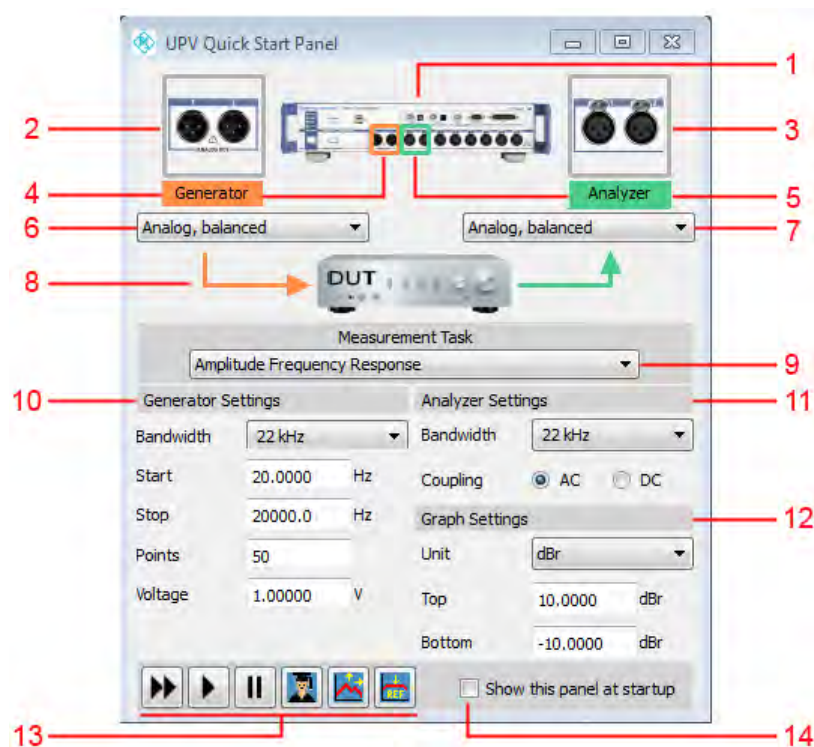 UPV Quick Start Panel
1
2
3
ANALOG OUT
4
Generator
Analyzer
5
6
Analog, balanced
Analog, balanced
7
8
DUT
Measurement Task
Amplitude Frequency Response
9
10
Generator Settings
Analyzer Settings
11
Bandwidth
22 kHz
Bandwidth
22 kHz
Start
20.0000
Hz
Coupling
AC
DC
Stop
20000.0
Hz
Graph Settings
12
Points
50
Unit
dBr
Voltage
1.00000
V
Top
10.0000
dBr
Bottom
-10.0000
dBr
REF
Show this panel at startup
13
14